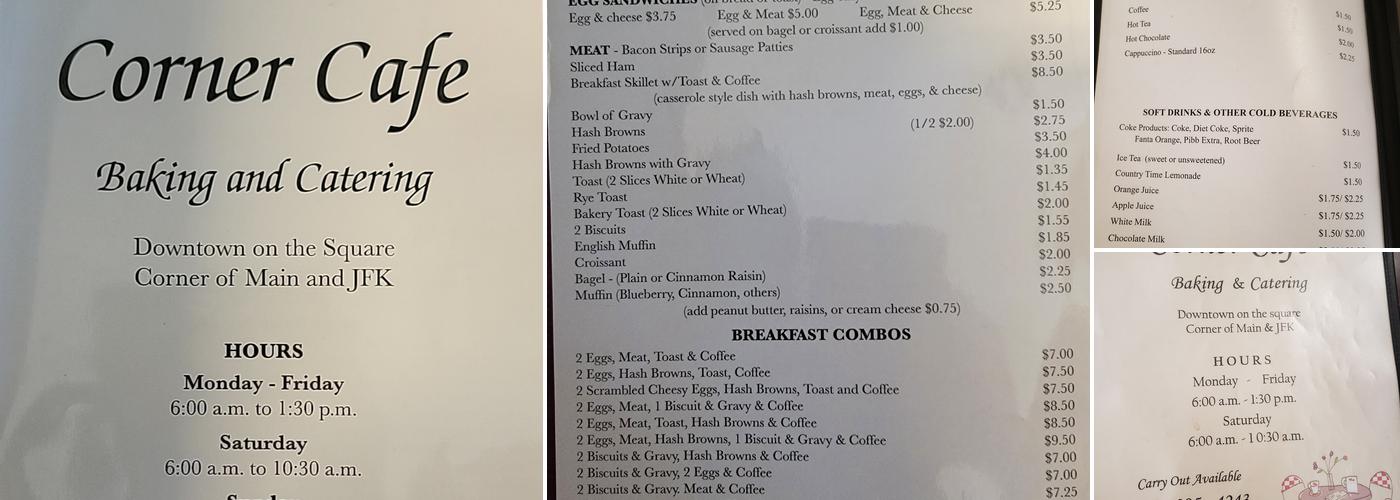 Corner Cafe
Baking and Catering
Downtown on the Square
Corner of Main and JFK
HOURS
Monday - Friday
6:00 a.m. to 1:30 p.m.
Saturday
6:00 a.m. to 10:30 a.m.
EGG SANDWICHES
Egg & cheese $3.75 Egg & Meat $5.00 Egg, Meat & Cheese $5.25
(served on bagel or croissant add $1.00)
MEAT - Bacon Strips or Sausage Patties $3.50
Sliced Ham $3.50
Breakfast Skillet w/Toast & Coffee $8.50
(casserole style dish with hash browns, meat, eggs, & cheese)
Bowl of Gravy $1.50
Hash Browns (1/2 $2.00) $2.75
Fried Potatoes $3.50
Hash Browns with Gravy $4.00
Toast (2 Slices White or Wheat) $1.35
Rye Toast $1.45
Bakery Toast (2 Slices White or Wheat) $2.00
2 Biscuits $1.55
English Muffin $1.85
Croissant $2.00
Bagel - (Plain or Cinnamon Raisin) $2.25
Muffin (Blueberry, Cinnamon, others) $2.50
(add peanut butter, raisins, or cream cheese $0.75)
BREAKFAST COMBOS
2 Eggs, Meat, Toast & Coffee $7.00
2 Eggs, Hash Browns, Toast, Coffee $7.50
2 Scrambled Cheesy Eggs, Hash Browns, Toast and Coffee $7.50
2 Eggs, Meat, 1 Biscuit & Gravy & Coffee $8.50
2 Eggs, Meat, Toast, Hash Browns & Coffee $8.50
2 Eggs, Meat, Hash Browns, 1 Biscuit & Gravy & Coffee $9.50
2 Biscuits & Gravy, Hash Browns & Coffee $7.00
2 Biscuits & Gravy, 2 Eggs & Coffee $7.00
2 Biscuits & Gravy. Meat & Coffee $7.25
Coffee $1.50
Hot Tea $1.50
Hot Chocolate $2.00
Cappuccino - Standard 16oz $2.25
SOFT DRINKS & OTHER COLD BEVERAGES
Coke Products: Coke, Diet Coke, Sprite $1.50
Fanta Orange, Pibb Extra, Root Beer
Ice Tea (sweet or unsweetened) $1.50
Country Time Lemonade $1.50
Orange Juice $1.75/ $2.25
Apple Juice $1.75/ $2.25
White Milk $1.50/ $2.00
Chocolate Milk
Corner Cafe
Baking & Catering
Downtown on the square
Corner of Main & JFK
HOURS
Monday - Friday
6:00 a.m. - 1:30 p.m.
Saturday
6:00 a.m. - 10:30 a.m.
Carry Out Available